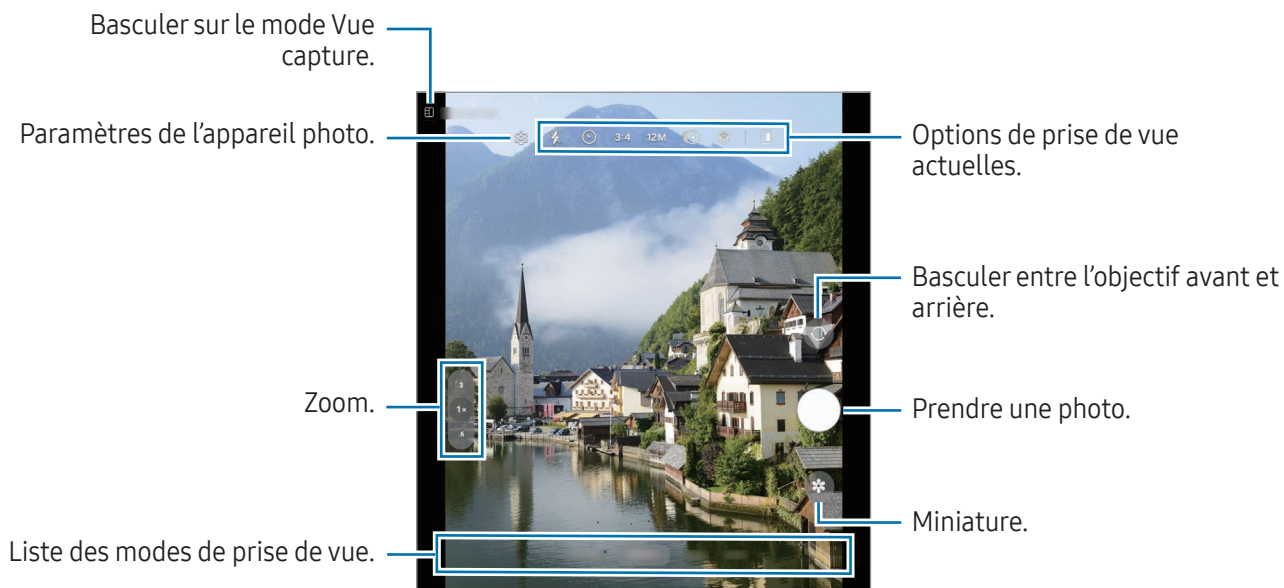 Basculer sur le mode Vue
capture.
Paramètres de l'appareil photo.
3:4 12M
Options de prise de vue
actuelles.
Basculer entre l'objectif avant et
arrière.
Zoom.
3
1×
.6
Prendre une photo.
Miniature.
Liste des modes de prise de vue.